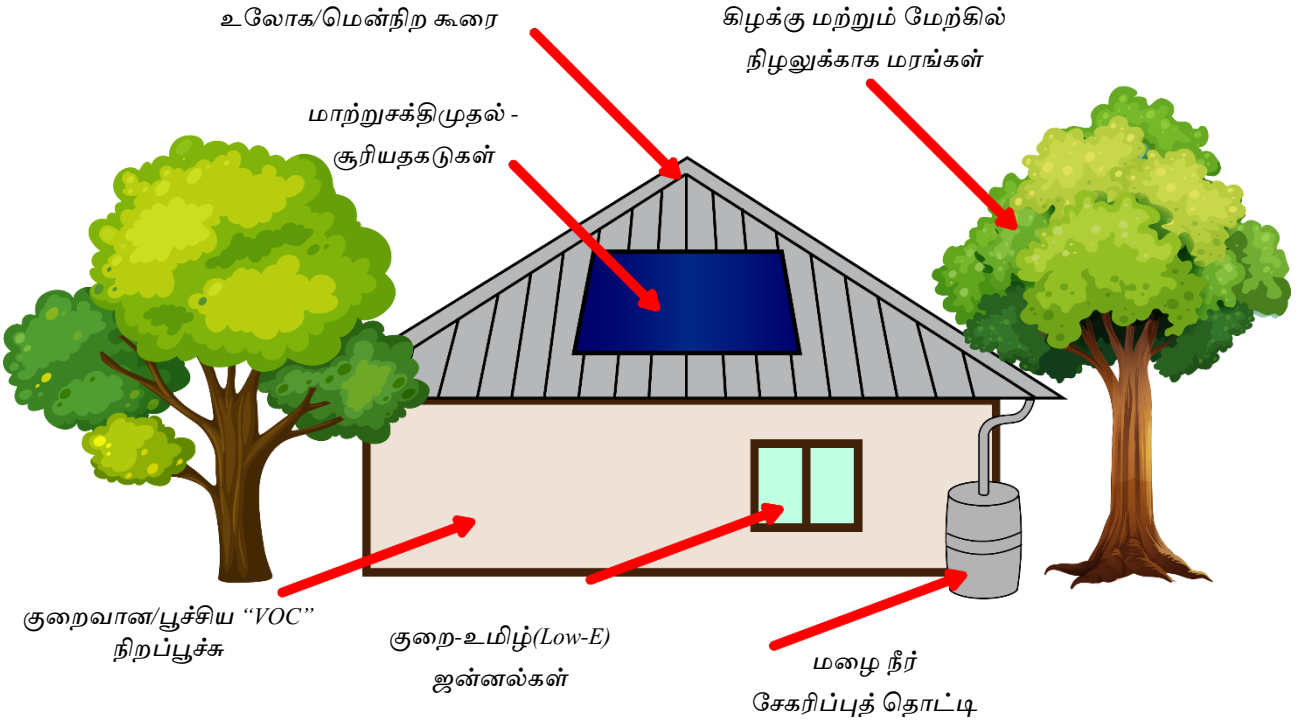 உலோக/மென்நிற கூரை
கிழக்கு மற்றும் மேற்கில்
நிழலுக்காக மரங்கள்
மாற்றுசக்திமுதல் -
சூரியதகடுகள்
குறைவான/பூச்சிய “VOC”
நிறப்பூச்சு
குறை-உமிழ்(Low-E)
ஜன்னல்கள்
மழை நீர்
சேகரிப்புத் தொட்டி